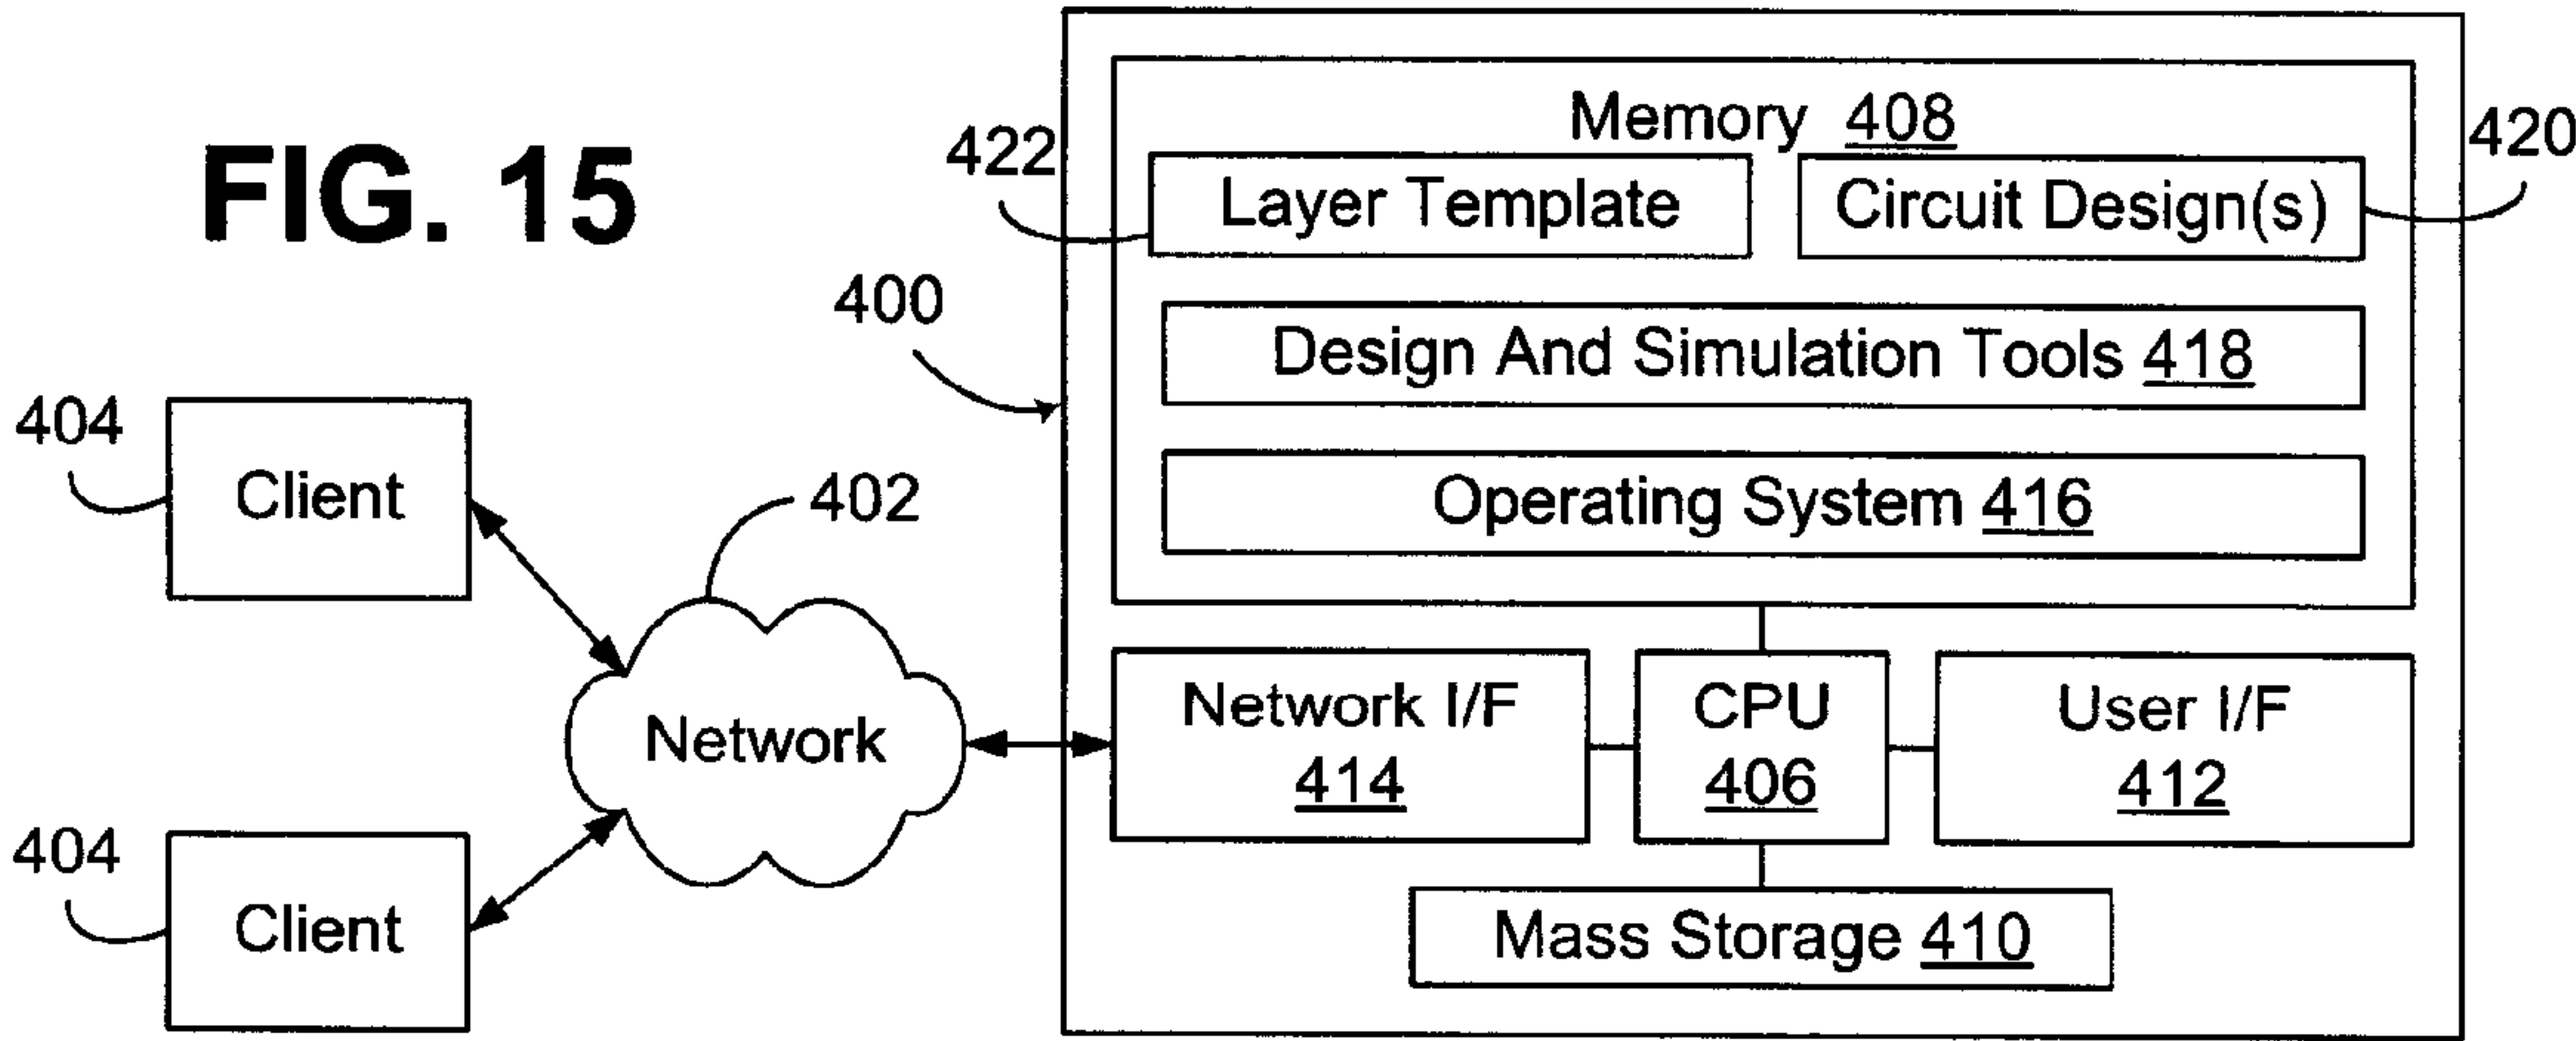 FIG. 15
Memory 408
422
420
Layer Template
Circuit Design(s)
400
Design And Simulation Tools 418
404
Client
402
Operating System 416
Network
Network I/F
414
CPU
406
User I/F
412
404
Client
Mass Storage 410